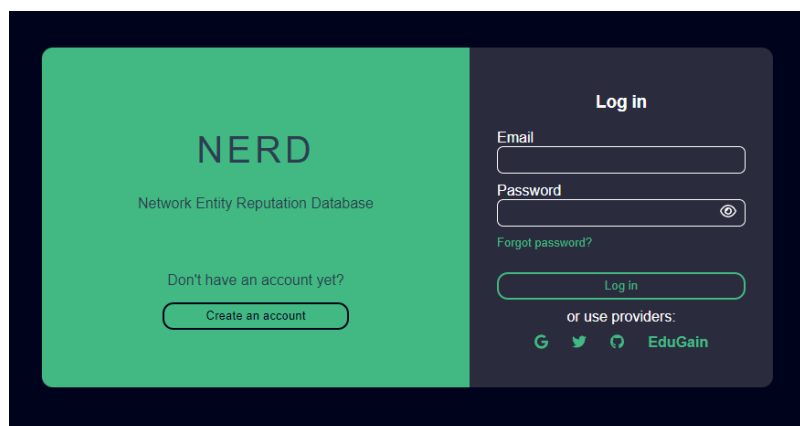 NERD
Network Entity Reputation Database
Don't have an account yet?
Create an account
Log in
Email
Password
Forgot password?
Log in
or use providers:
EduGain